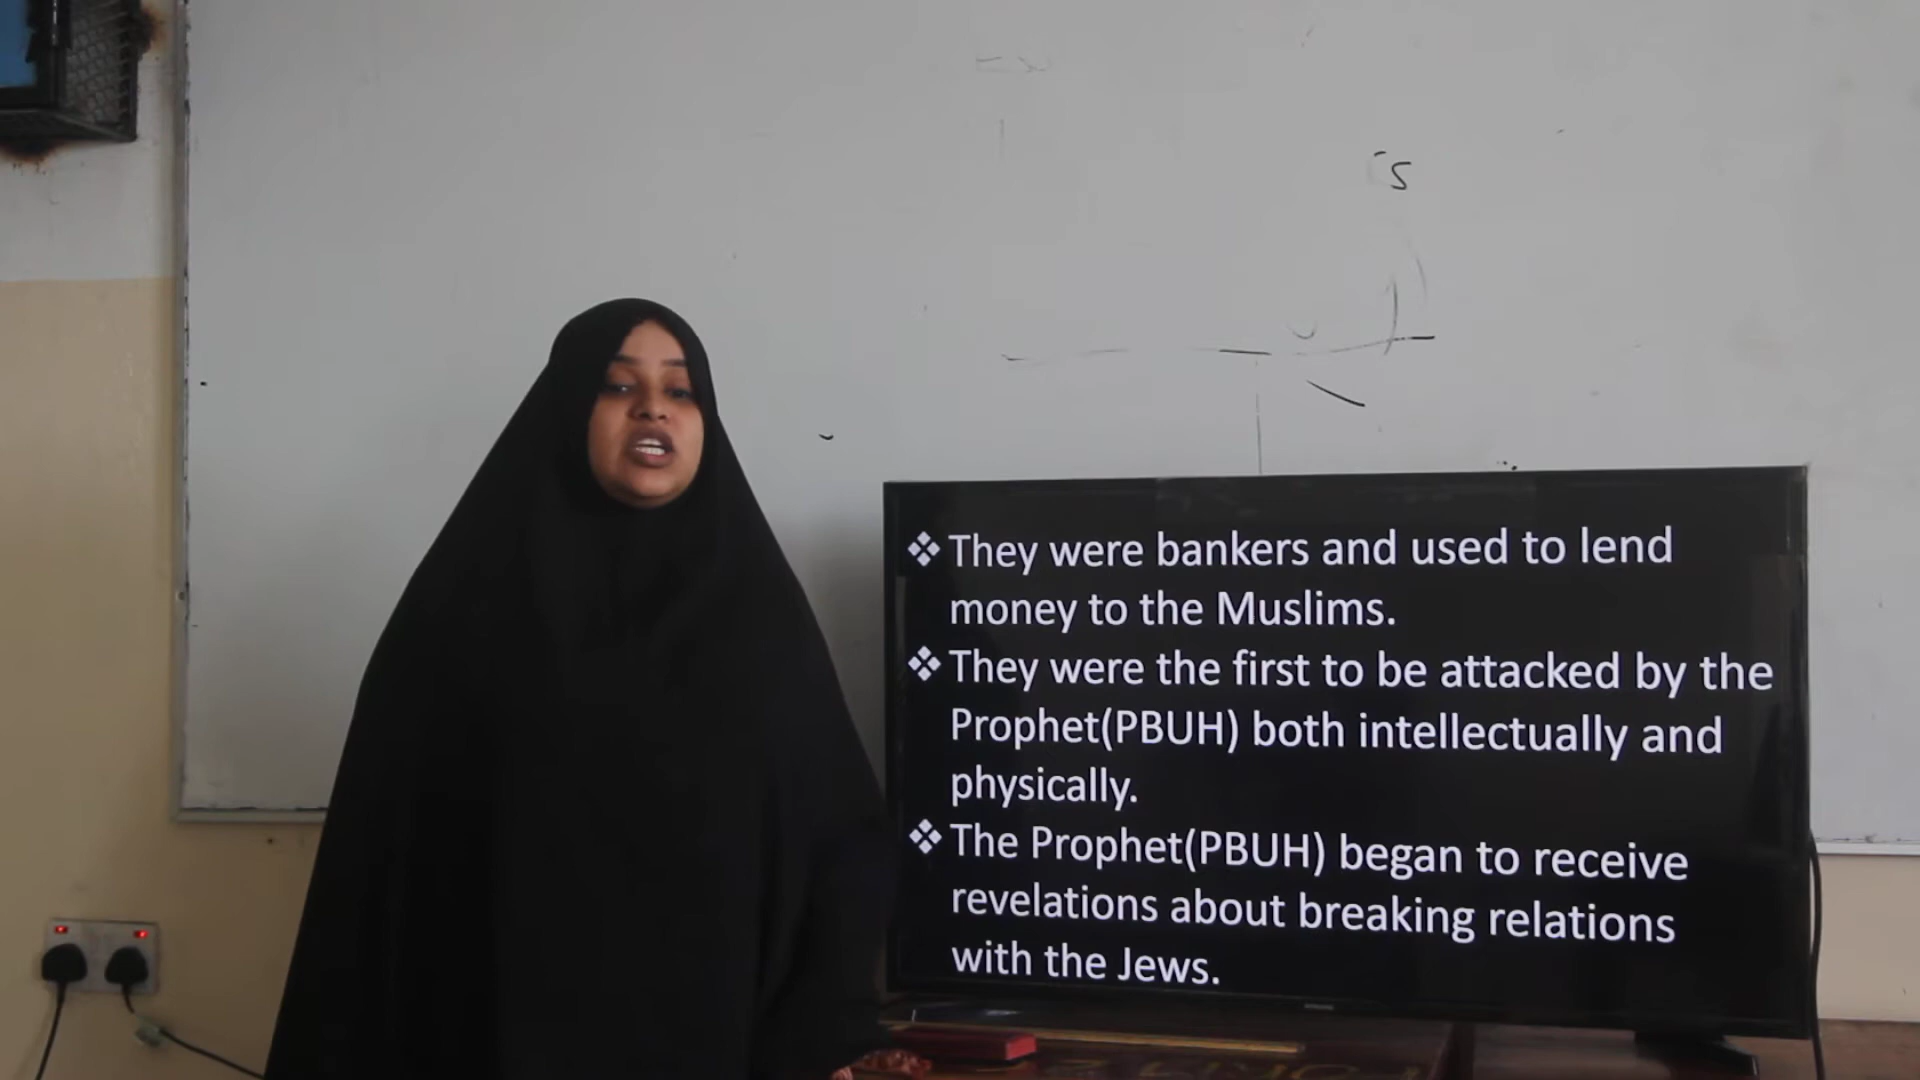 s
❖They were bankers and used to lend
money to the Muslims.
❖They were the first to be attacked by the
Prophet(PBUH) both intellectually and
physically.
❖The Prophet(PBUH) began to receive
revelations about breaking relations
with the Jews.